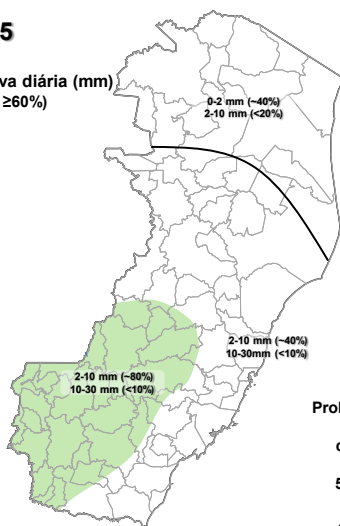 5
va diária (mm)
≥60%)
0-2 mm (~40%)
2-10 mm (<20%)
2-10 mm (~40%)
10-30mm (<10%)
2-10 mm (~80%)
10-30 mm (<10%)
Prol
c
5